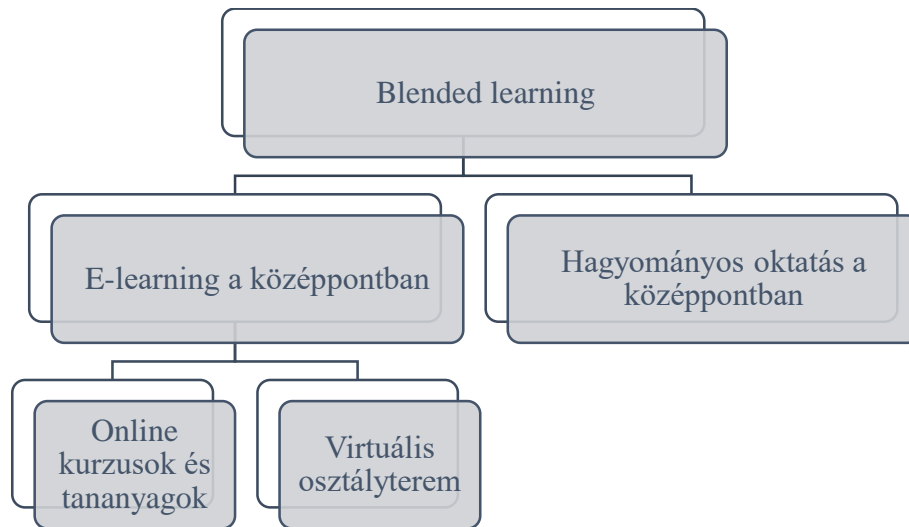 Blended learning
E-learning a középpontban
Hagyományos oktatás a
középpontban
Online
kurzusok és
tananyagok
Virtuális
osztályterem